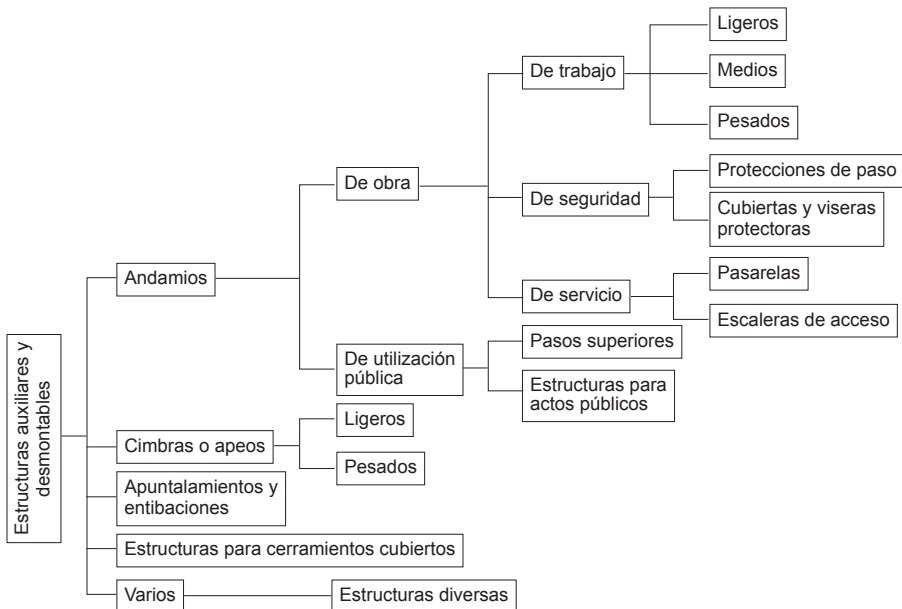 Estructuras auxiliares y
desmontables
Andamios
De obra
De trabajo
Ligeros
Medios
Pesados
De seguridad
Protecciones de paso
Cubiertas y viseras
protectoras
De servicio
Pasarelas
Escaleras de acceso
De utilización
pública
Pasos superiores
Estructuras para
actos públicos
Cimbras o apeos
Ligeros
Pesados
Apuntalamientos y
entibaciones
Estructuras para cerramientos cubiertos
Varios
Estructuras diversas